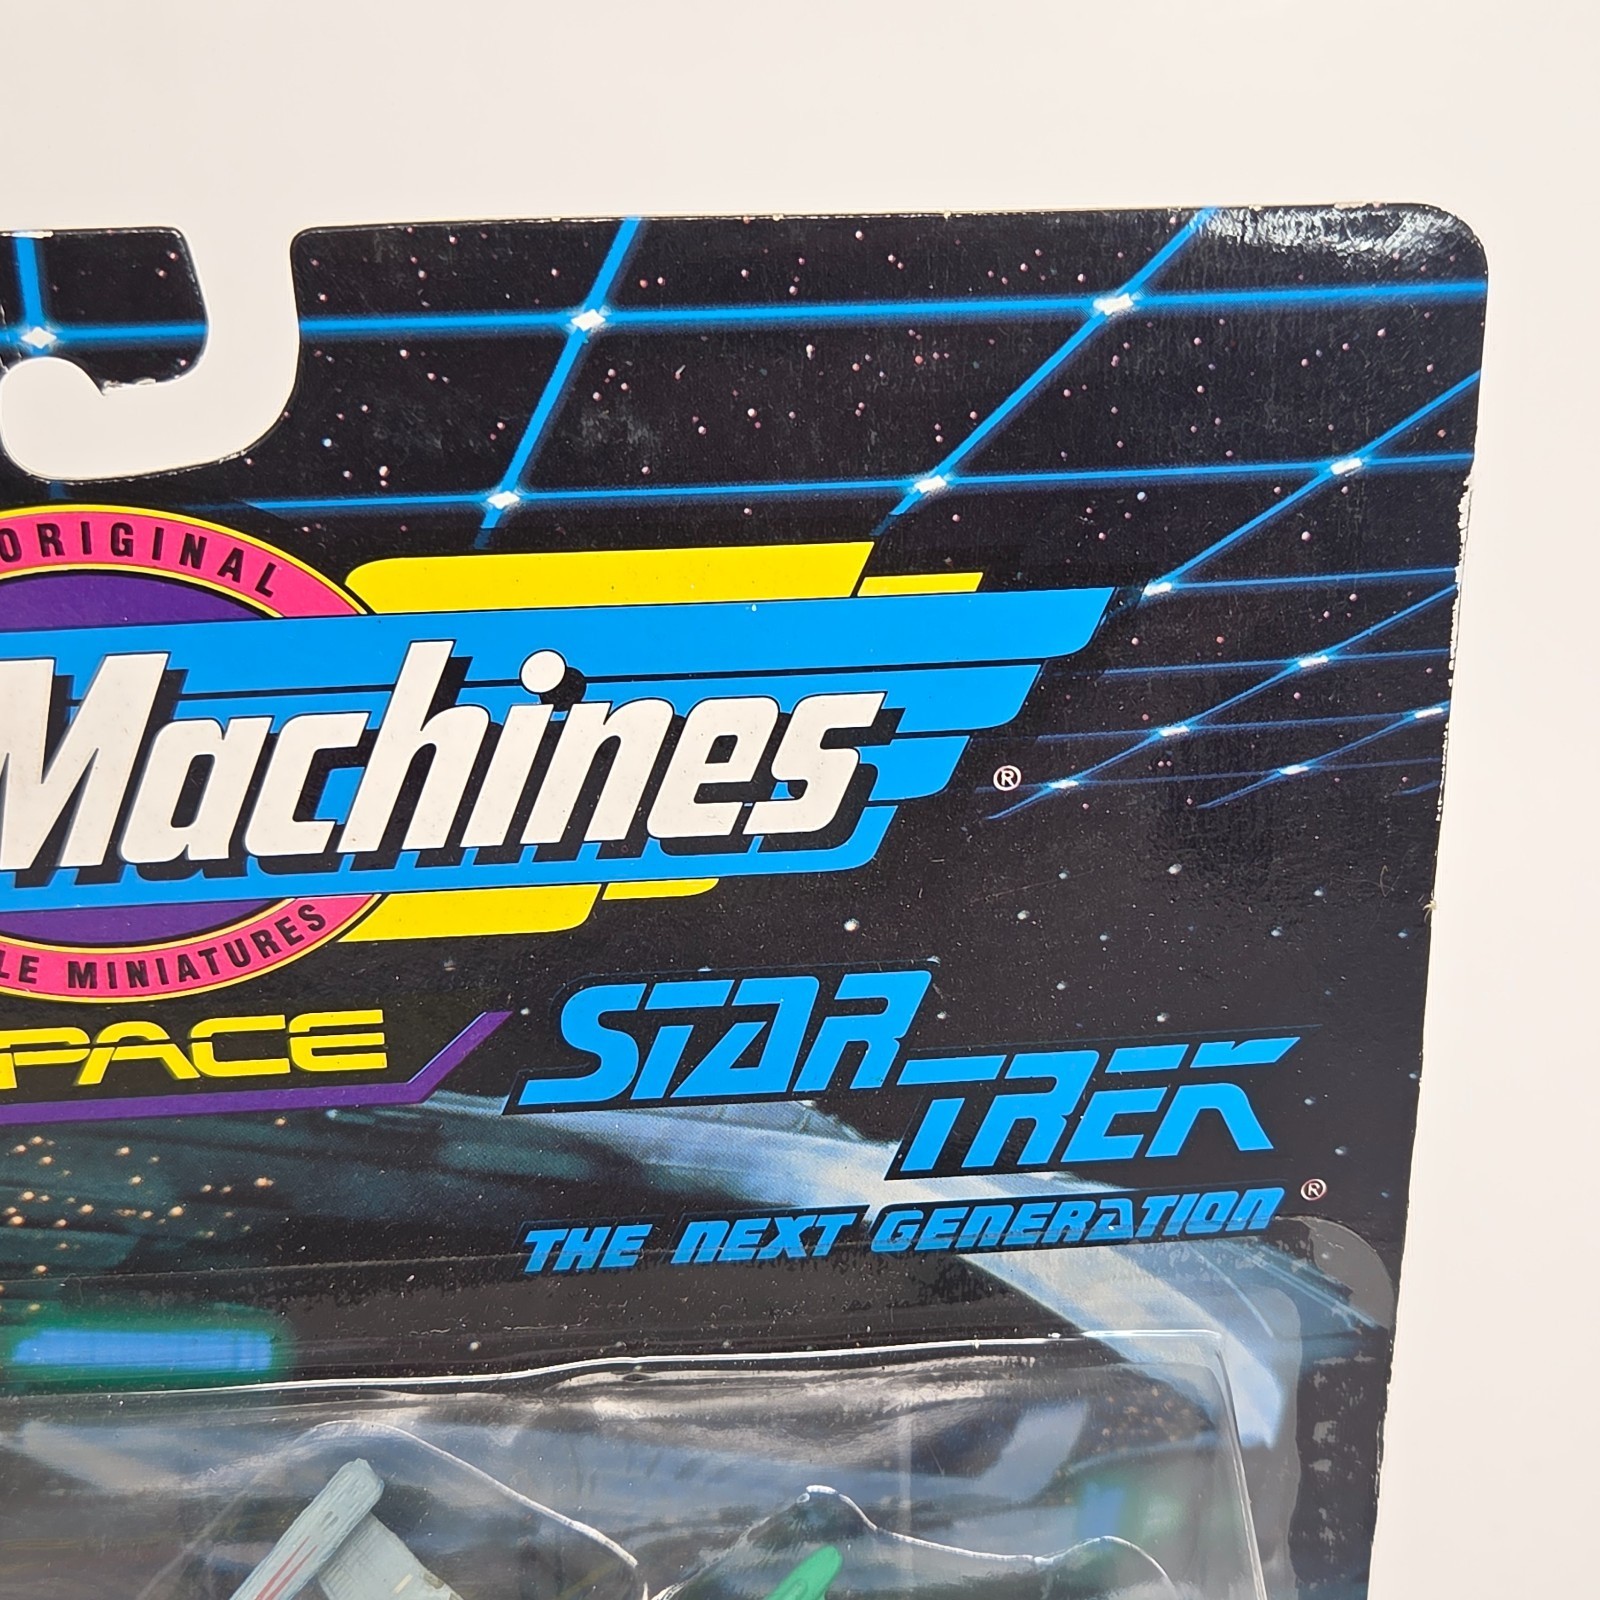 ORIGINAL
Machines ®
LE MINIATURES
PACE
STAR
TREK
THE NEXT GENERATION ®